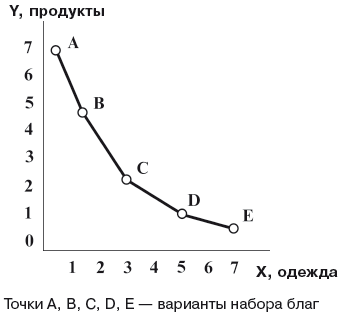 Y, продукты
7 A
6
5 B
4
3 C
2
1 D
0 E
1 2 3 4 5 6 7 X, одежда
Точки A, B, C, D, E — варианты набора благ